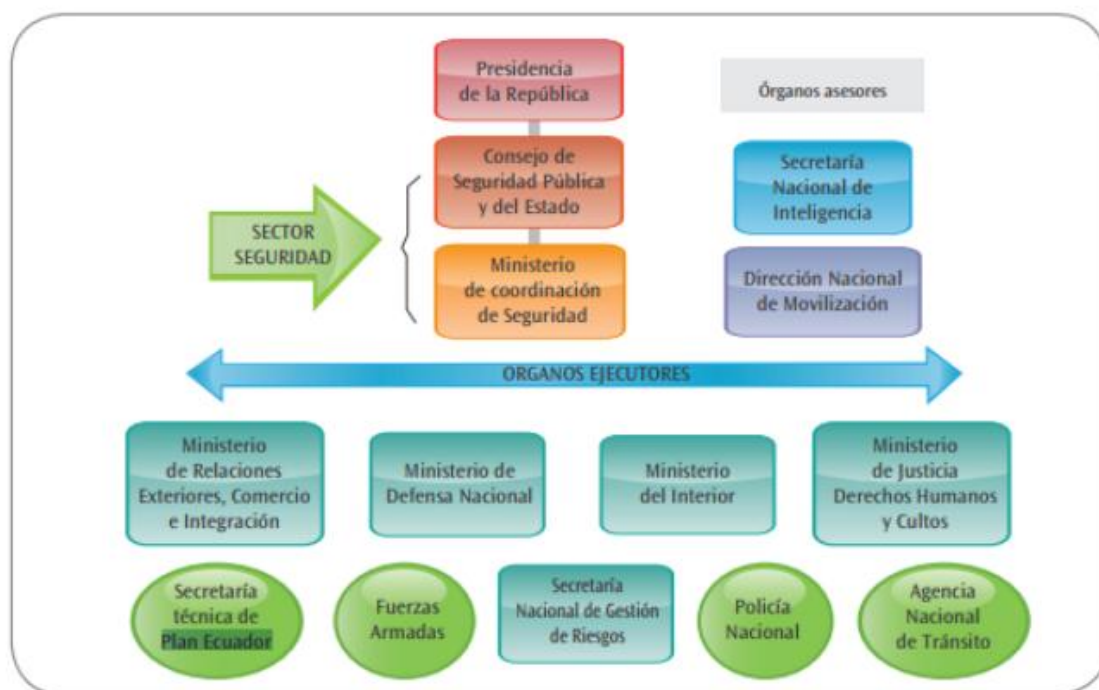 Presidencia
de la República
Órganos asesores
Consejo de
Seguridad Pública
y del Estado
Secretaría
Nacional de
Inteligencia
SECTOR
SEGURIDAD
Ministerio
de coordinación
de Seguridad
Dirección Nacional
de Movilización
ORGANOS EJECUTORES
Ministerio
de Relaciones
Exteriores, Comercio
e Integración
Ministerio de
Defensa Nacional
Ministerio
del Interior
Ministerio
de Justicia
Derechos Humanos
y Cultos
Secretaría
técnica de
Plan Ecuador
Fuerzas
Armadas
Secretaría
Nacional de Gestión
de Riesgos
Policía
Nacional
Agencia
Nacional
de Tránsito